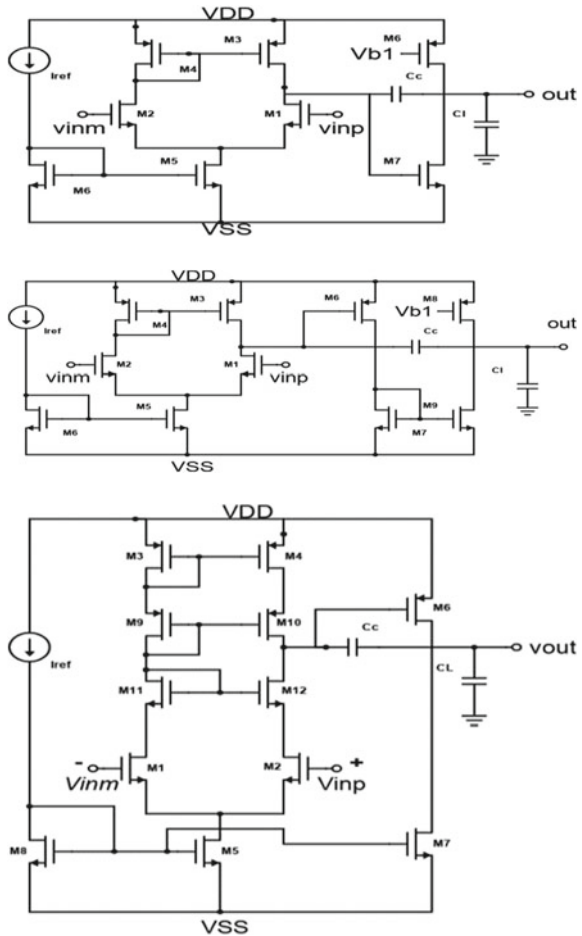 VDD
M3
M6
Vb1
Iref
M4
Cc
out
vinm
M2
M1
vinp
Cl
M5
M7
M6
VSS
VDD
M3
M6
M8
Vb1
Iref
M4
Cc
out
vinm
M2
M1
vinp
Cl
M5
M9
M6
M7
VSS
VDD
M3
M4
M6
M9
M10
Cc
Iref
vout
CL
M11
M12
- +
Vinm
M1
M2
Vinp
M8
M5
M7
VSS